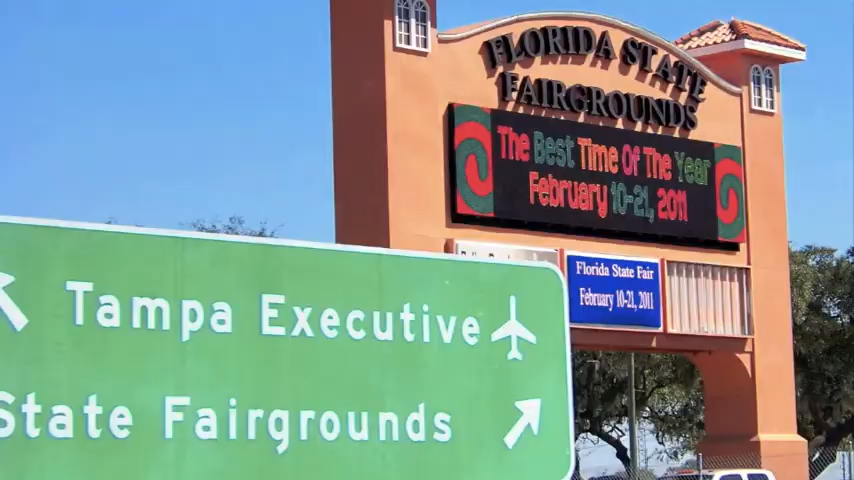 FLORIDA STATE
FAIRGROUNDS
The Best Time Of The Year
February 10-21, 2011
Florida State Fair
February 10-21, 2011
Tampa Executive
State Fairgrounds